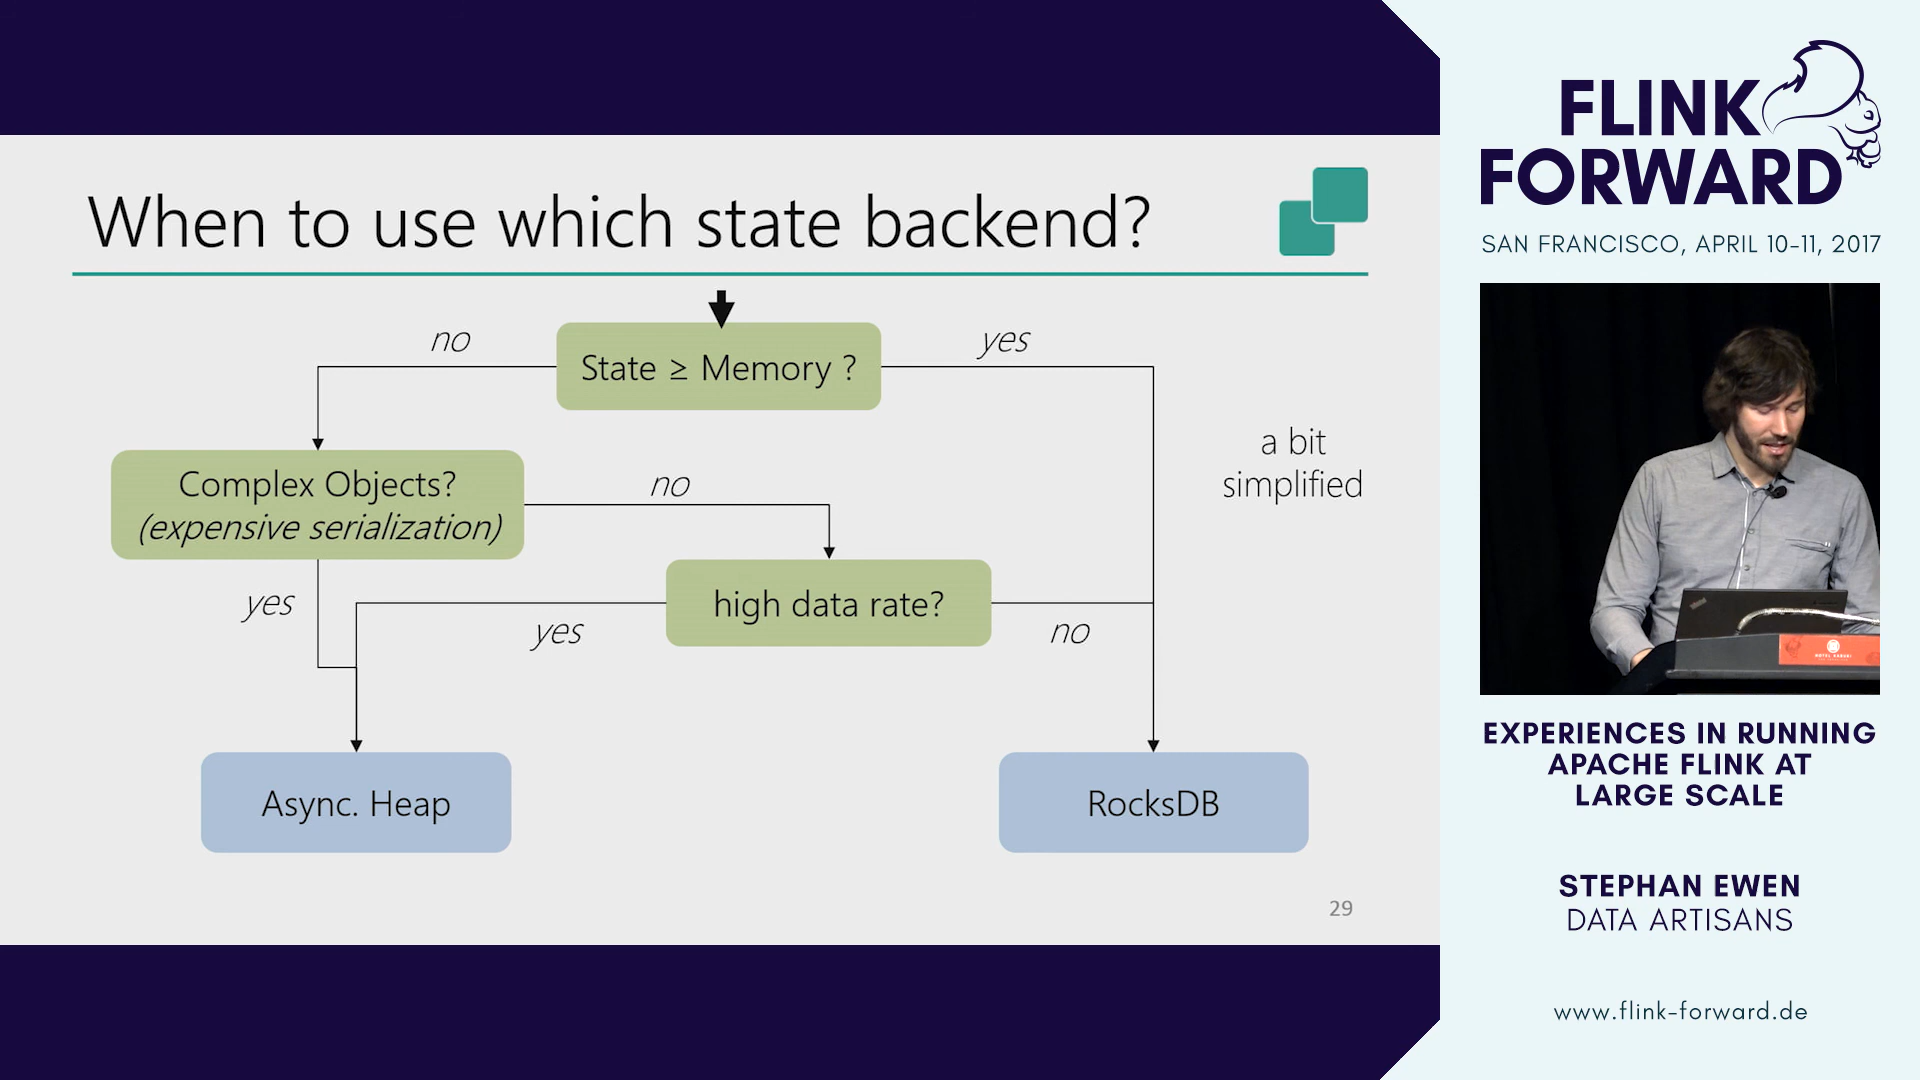 When to use which state backend?
no
yes
State ≥ Memory ?
a bit
simplified
Complex Objects?
(expensive serialization)
no
high data rate?
yes
yes
no
Async. Heap
RocksDB
29
FLINK
FORWARD
SAN FRANCISCO, APRIL 10-11, 2017
EXPERIENCES IN RUNNING
APACHE FLINK AT
LARGE SCALE
STEPHAN EWEN
DATA ARTISANS
www.flink-forward.de